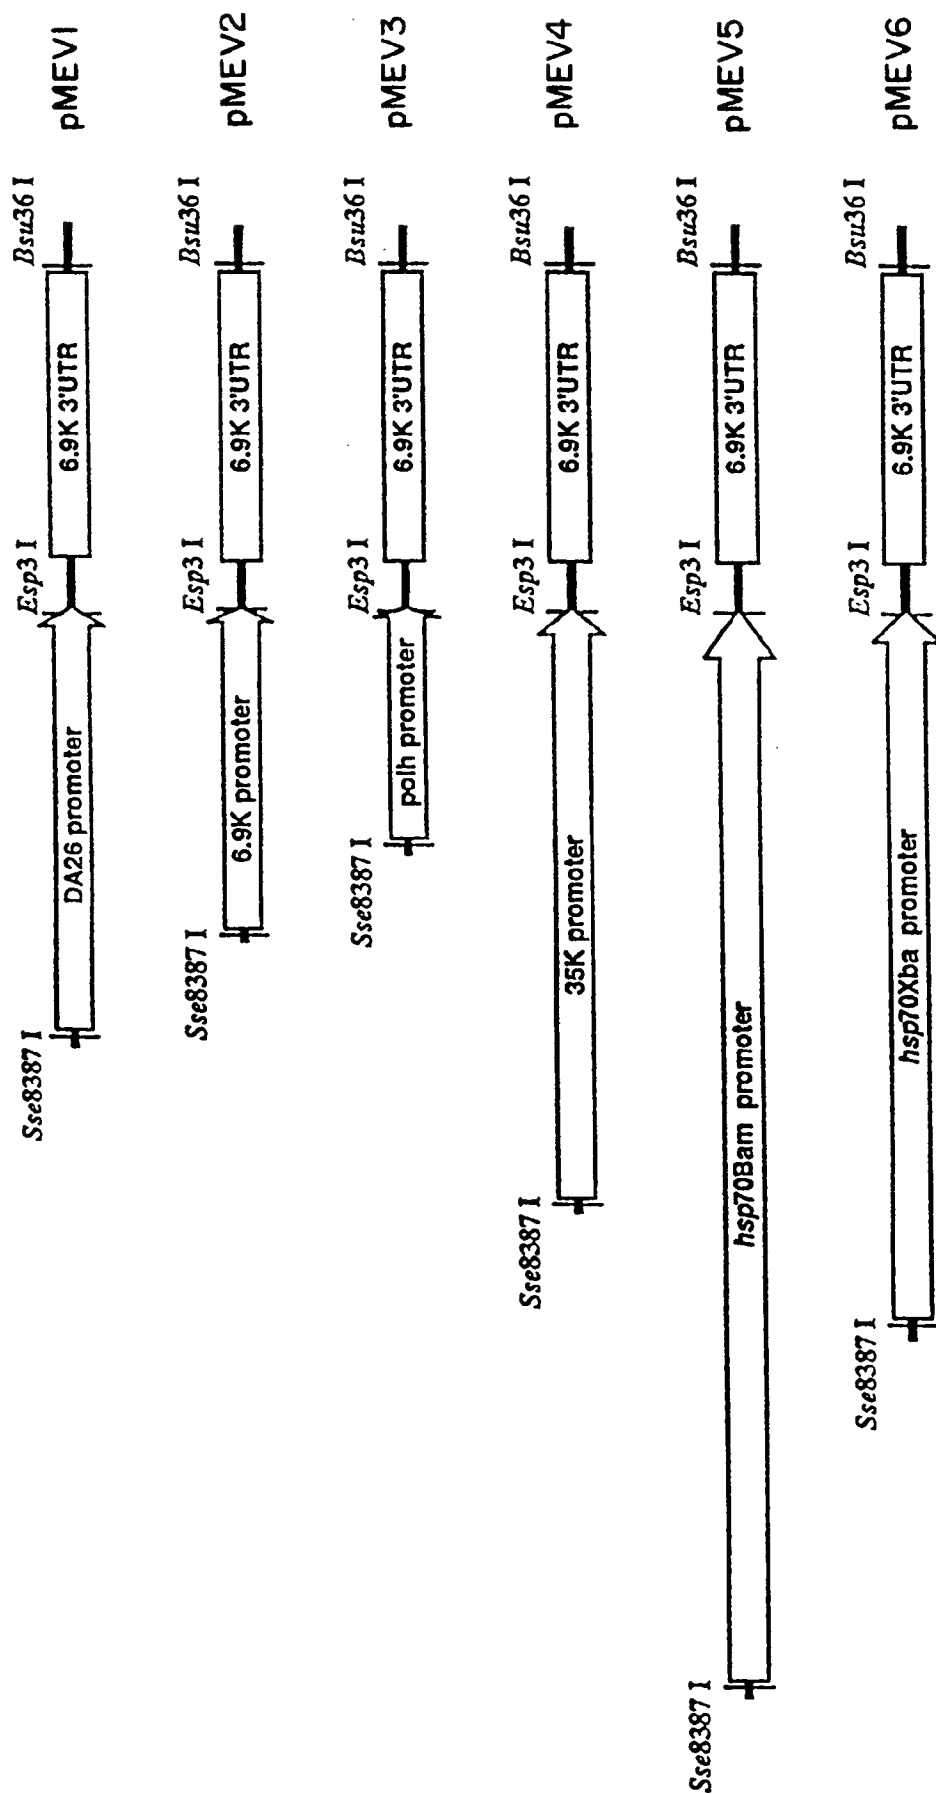 Sse8387 I
DA26 promoter
Esp3 I
6.9K 3'UTR
Bsu36 I
pMEV1
Sse8387 I
6.9K promoter
Esp3 I
6.9K 3'UTR
Bsu36 I
pMEV2
Sse8387 I
polh promoter
Esp3 I
6.9K 3'UTR
Bsu36 I
pMEV3
Sse8387 I
35K promoter
Esp3 I
6.9K 3'UTR
Bsu36 I
pMEV4
Sse8387 I
hsp70Bam promoter
Esp3 I
6.9K 3'UTR
Bsu36 I
pMEV5
Sse8387 I
hsp70Xba promoter
Esp3 I
6.9K 3'UTR
Bsu36 I
pMEV6